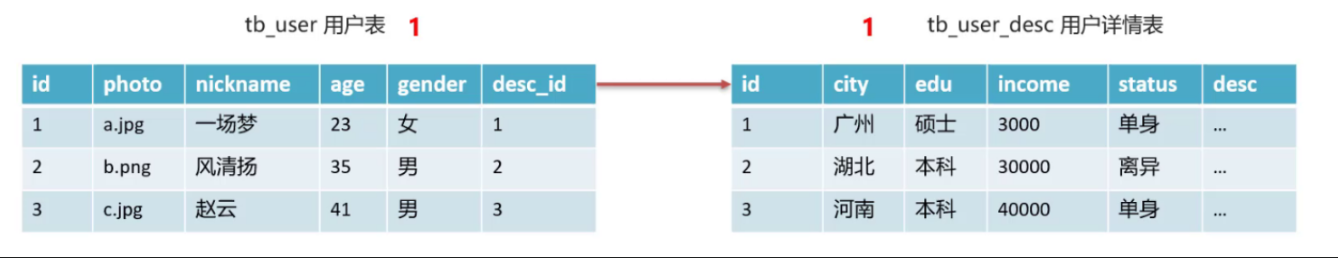 tb_user 用户表 1
1 tb_user_desc 用户详情表
id photo nickname age gender desc_id
1 a.jpg 一场梦 23 女 1
2 b.png 风清扬 35 男 2
3 c.jpg 赵云 41 男 3
id city edu income status desc
1 广州 硕士 3000 单身 ...
2 湖北 本科 30000 离异 ...
3 河南 本科 40000 单身 ...